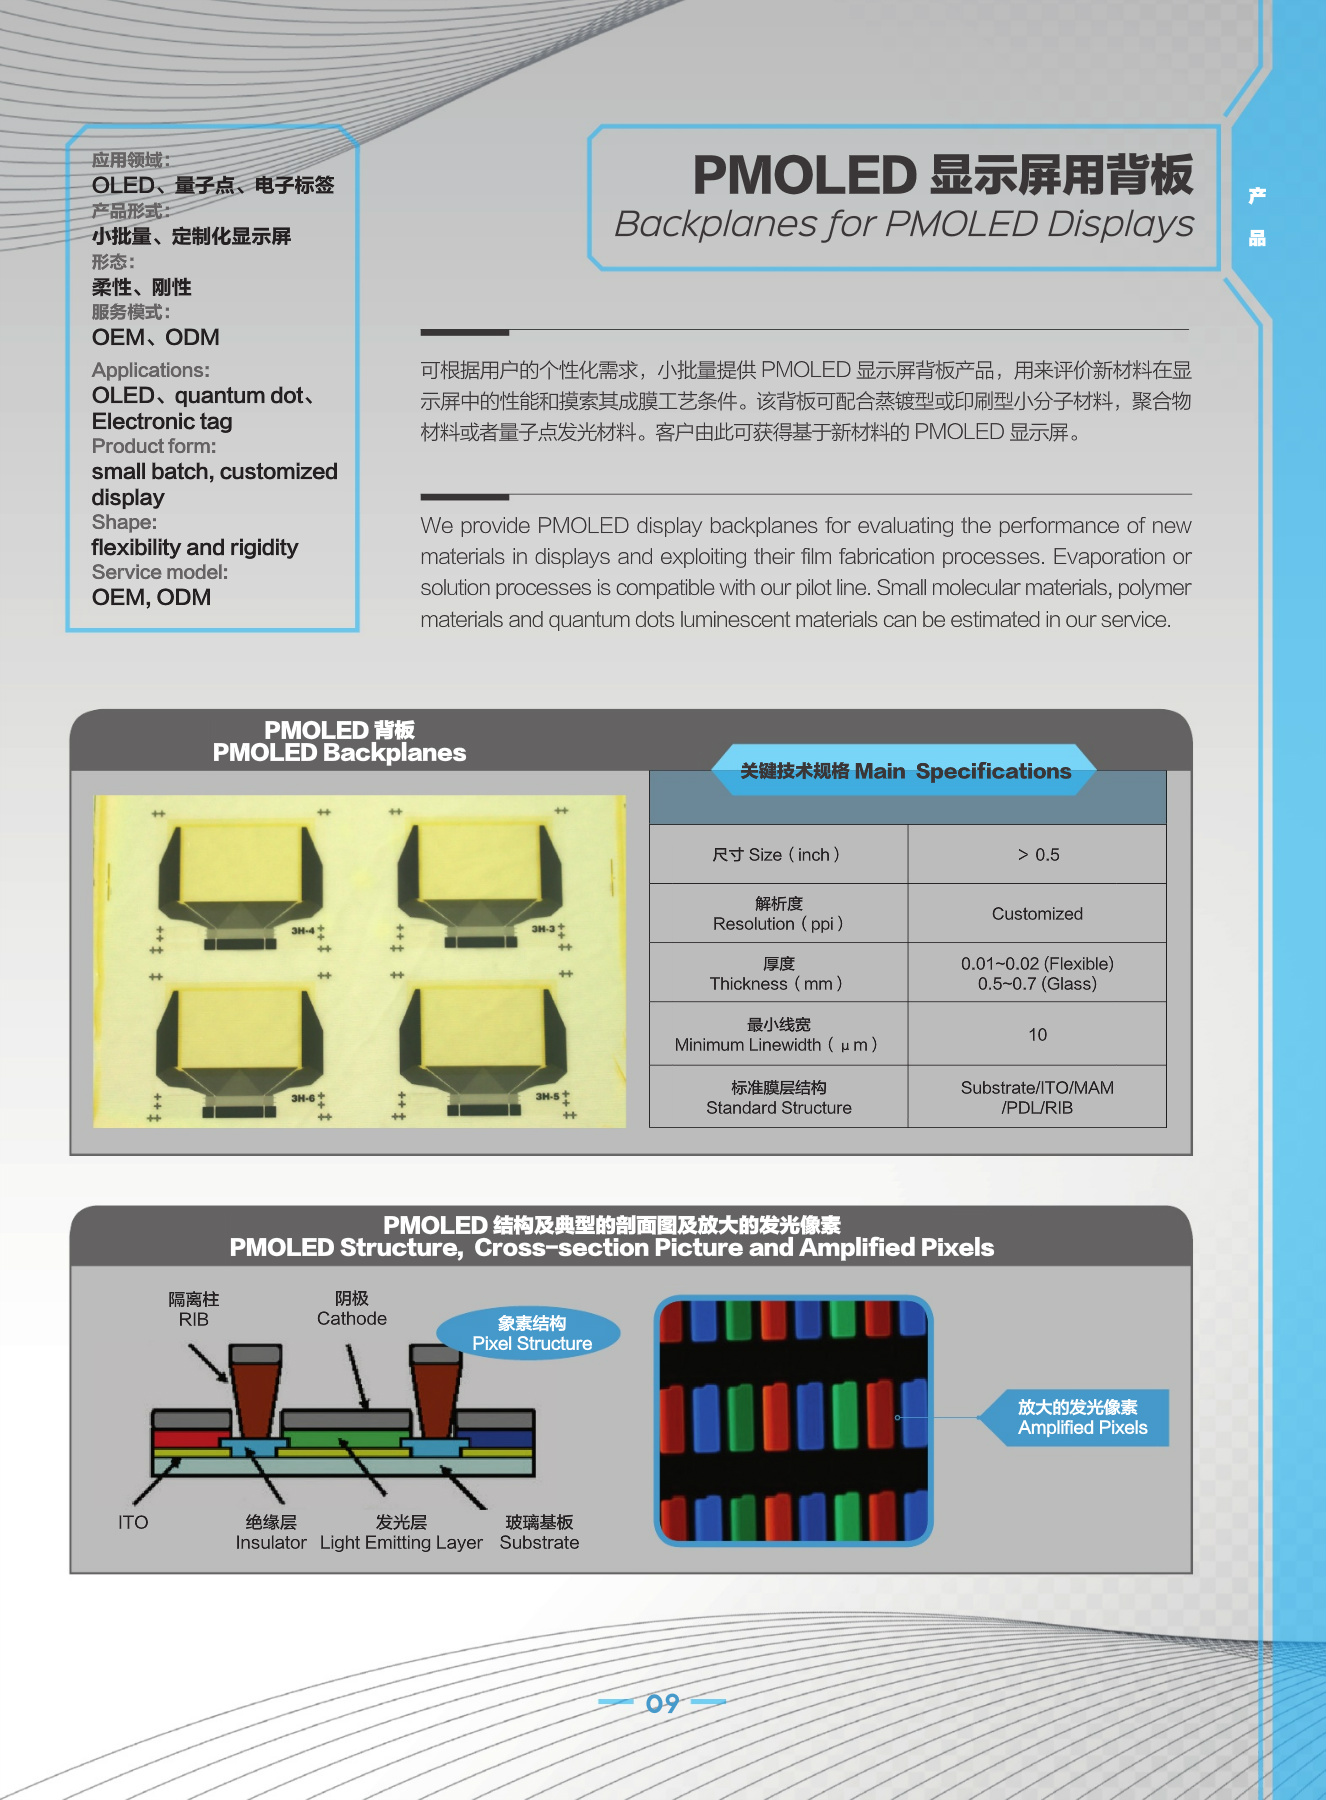 应用领域：
OLED、量子点、电子标签
产品形式：
小批量、定制化显示屏
形态：
柔性、刚性
服务模式：
OEM、ODM
Applications:
OLED、quantum dot、
Electronic tag
Product form:
small batch, customized
display
Shape:
flexibility and rigidity
Service model:
OEM, ODM
PMOLED 显示屏用背板
Backplanes for PMOLED Displays
产
品
可根据用户的个性化需求，小批量提供 PMOLED 显示屏背板产品，用来评价新材料在显
示屏中的性能和摸索其成膜工艺条件。该背板可配合蒸镀型或印刷型小分子材料，聚合物
材料或者量子点发光材料。客户由此可获得基于新材料的 PMOLED 显示屏。
We provide PMOLED display backplanes for evaluating the performance of new
materials in displays and exploiting their film fabrication processes. Evaporation or
solution processes is compatible with our pilot line. Small molecular materials, polymer
materials and quantum dots luminescent materials can be estimated in our service.
PMOLED 背板
PMOLED Backplanes
3H-4
3H-3
3H-6
3H-5
关键技术规格 Main Specifications
尺寸 Size（inch）
> 0.5
解析度
Resolution（ppi）
Customized
厚度
Thickness（mm）
0.01~0.02 (Flexible)
0.5~0.7 (Glass)
最小线宽
Minimum Linewidth（μm）
10
标准膜层结构
Standard Structure
Substrate/ITO/MAM
/PDL/RIB
PMOLED 结构及典型的剖面图及放大的发光像素
PMOLED Structure, Cross-section Picture and Amplified Pixels
隔离柱
RIB
阴极
Cathode
象素结构
Pixel Structure
ITO
绝缘层
Insulator
发光层
Light Emitting Layer
玻璃基板
Substrate
放大的发光像素
Amplified Pixels
09